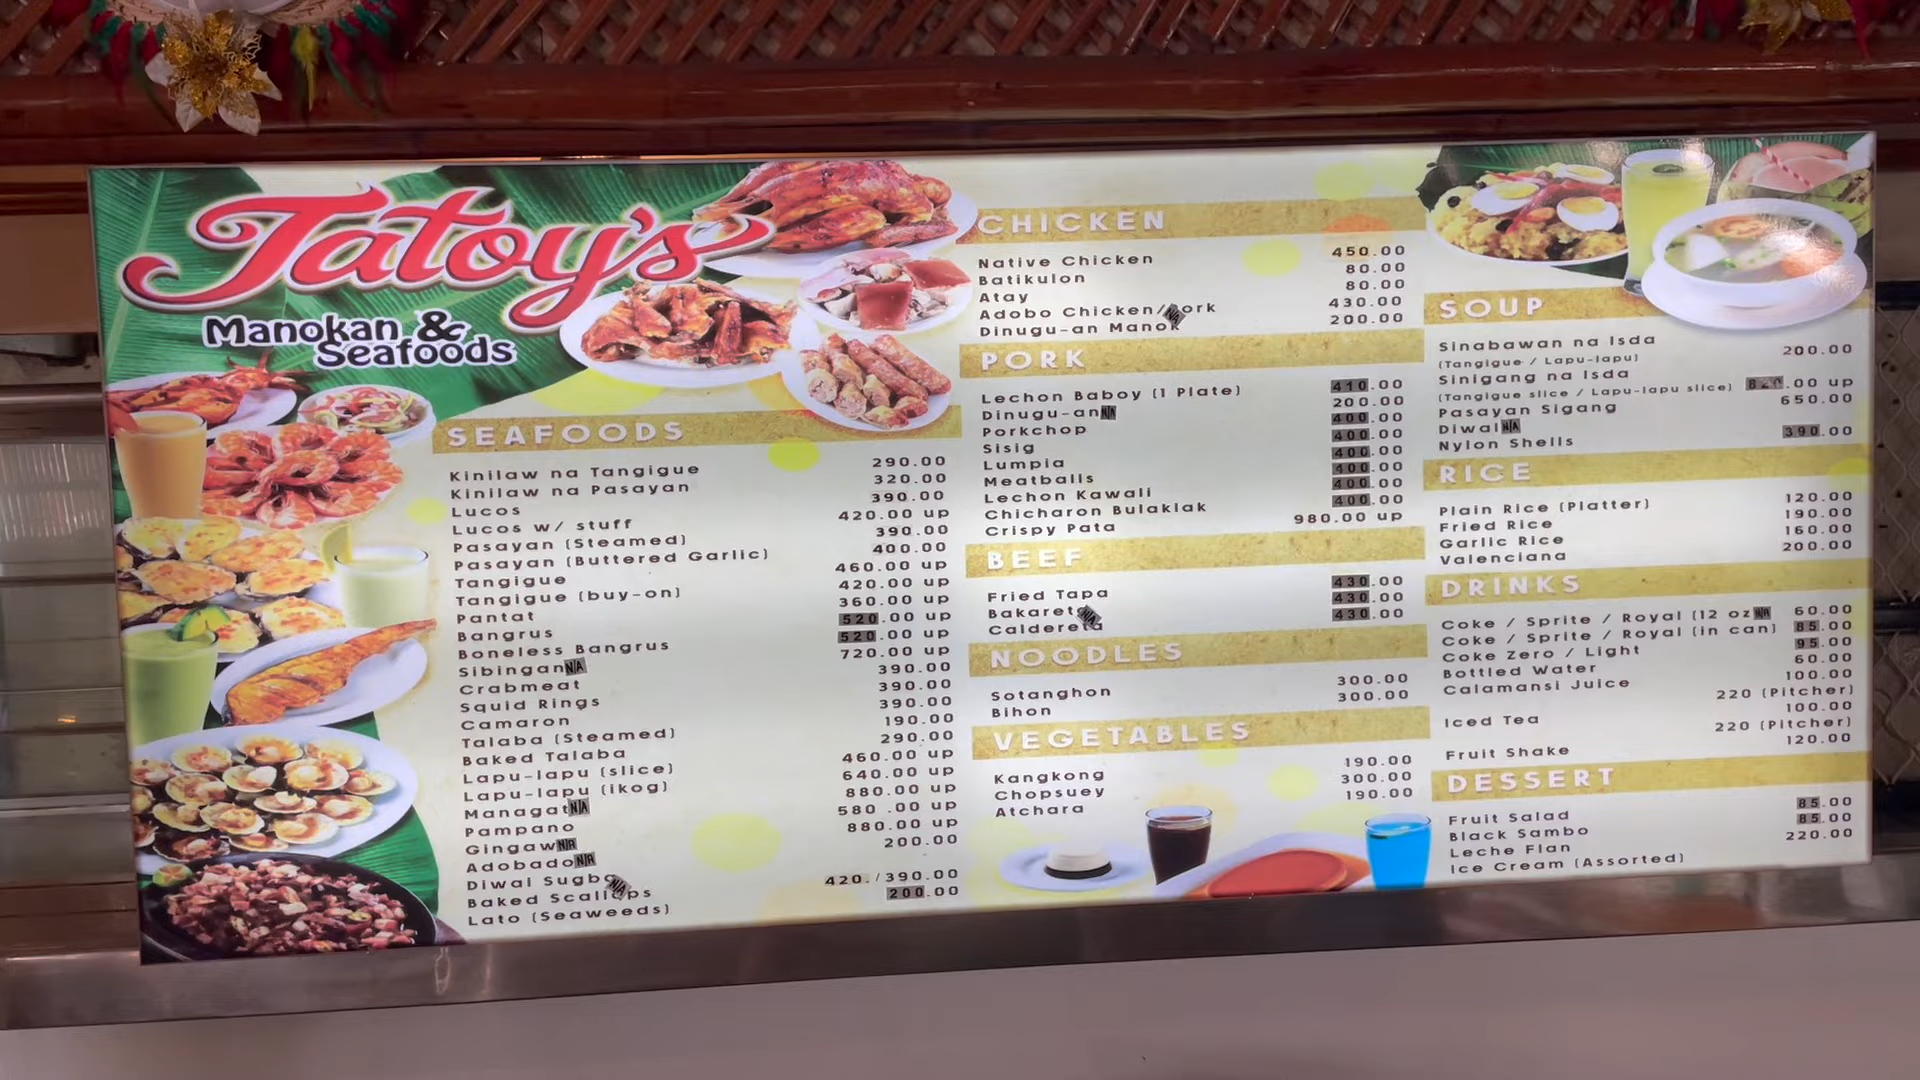 Tatoy's
Manokan &
Seafoods
SEAFOODS
Kinilaw na Tangigue 290.00
Kinilaw na Pasayan 320.00
Lucos 390.00
Lucos w/ stuff 420.00 up
Pasayan (Steamed) 390.00
Pasayan (Buttered Garlic) 400.00
Tangigue 460.00 up
Tangigue (buy-on) 420.00 up
Pantat 360.00 up
Bangrus 520.00 up
Boneless Bangrus 520.00 up
Sibingan N/A 720.00 up
Crabmeat 390.00
Squid Rings 390.00
Camaron 390.00
Talaba (Steamed) 190.00
Baked Talaba 290.00
Lapu-lapu (slice) 460.00 up
Lapu-lapu (ikog) 640.00 up
Managat N/A 880.00 up
Pampano 580 .00 up
Gingaw N/A 880.00 up
Adobado N/A 200.00
Diwal Sugbo N/A
Baked Scallops 420./390.00
Lato (Seaweeds) 200.00
CHICKEN
Native Chicken 450.00
Batikulon 80.00
Atay 80.00
Adobo Chicken/Pork 430.00
Dinugu-an Manok N/A 200.00
PORK
Lechon Baboy (1 Plate) 410.00
Dinugu-an N/A 200.00
Porkchop 400.00
Sisig 400.00
Lumpia 400.00
Meatballs 400.00
Lechon Kawali 400.00
Chicharon Bulaklak 400.00
Crispy Pata 980.00 up
BEEF
Fried Tapa 430.00
Bakareta N/A 430.00
Caldereta 430.00
NOODLES
Sotanghon 300.00
Bihon 300.00
VEGETABLES
Kangkong 190.00
Chopsuey 300.00
Atchara 190.00
SOUP
Sinabawan na Isda 200.00
(Tangigue / Lapu-lapu)
Sinigang na Isda
(Tangigue slice / Lapu-lapu slice) .00 up
Pasayan Sigang 650.00
Diwal N/A
Nylon Shells 390.00
RICE
Plain Rice (Platter) 120.00
Fried Rice 190.00
Garlic Rice 160.00
Valenciana 200.00
DRINKS
Coke / Sprite / Royal (12 oz N/A 60.00
Coke / Sprite / Royal (in can) 85.00
Coke Zero / Light 95.00
Bottled Water 60.00
Calamansi Juice 100.00
220 (Pitcher)
Iced Tea 100.00
220 (Pitcher)
Fruit Shake 120.00
DESSERT
Fruit Salad 85.00
Black Sambo 85.00
Leche Flan 220.00
Ice Cream (Assorted)